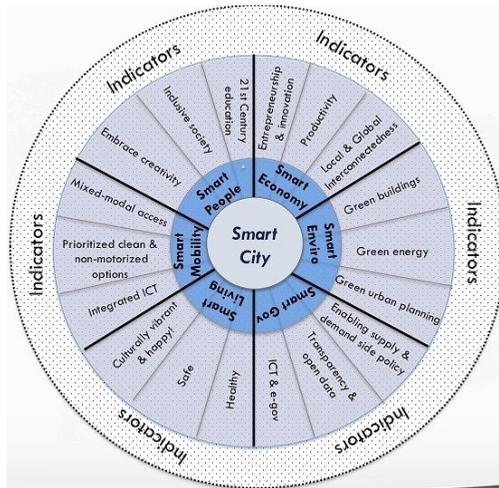 Smart
City
Smart
Economy
Entrepreneurship
& innovation
Productivity
Local & Global
Interconnectedness
Indicators
Smart
Enviro
Green buildings
Green energy
Green urban planning
Indicators
Smart Gov
Enabling supply &
demand side policy
Transparency &
open data
ICT & e-gov
Indicators
Smart
Living
Healthy
Safe
Culturally vibrant
& happy!
Indicators
Smart
Mobility
Integrated ICT
Prioritized clean &
non-motorized
options
Mixed-modal access
Indicators
Smart
People
Embrace creativity
Inclusive society
21st Century
education
Indicators